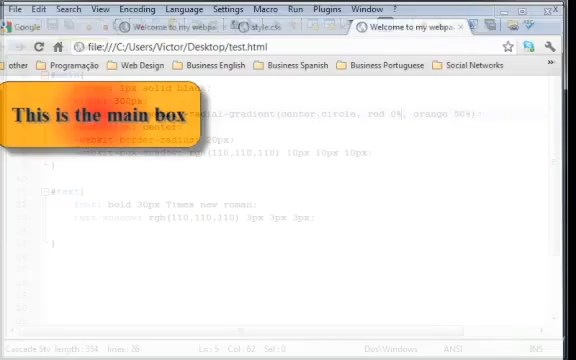 File Edit Search View Encoding Language Settings Macro Run Plugins Window ?
Google Welcome to my webpa style.cs Welcome to my webpa
file:///C:/Users/Victor/Desktop/test.html
other Programação Web Design Business English Business Spanish Business Portuguese Social Networks
1px solid bla
300px;
radial-gradient(center,circle, red 0%, orange 50%);
This is the main box
center;
-webkit-border-radius: 20px;
-webkit-box-shadow: rgb(110,110,110) 10px 10px 10px;
}
#text{
font: bold 30px Times new roman;
text-shadow: rgb(110,110,110) 3px 3px 3px;
}
Cascade Sty length : 354 lines : 20 Ln : 9 Col : 62 Sel : 0 Dos\Windows ANSI INS